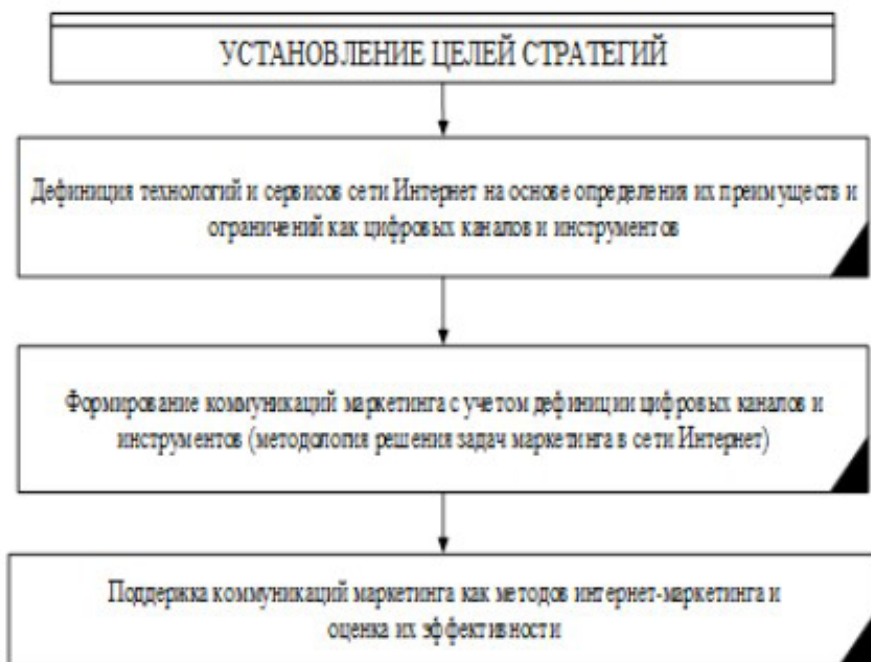 УСТАНОВЛЕНИЕ ЦЕЛЕЙ СТРАТЕГИЙ
Дефиниция технологий и сервисов сети Интернет на основе определения их преимуществ и
ограничений как цифровых каналов и инструментов
Формирование коммуникаций маркетинга с учетом дефиниции цифровых каналов и
инструментов (методология решения задач маркетинга в сети Интернет)
Поддержка коммуникаций маркетинга как методов интернет-маркетинга и
оценка их эффективности